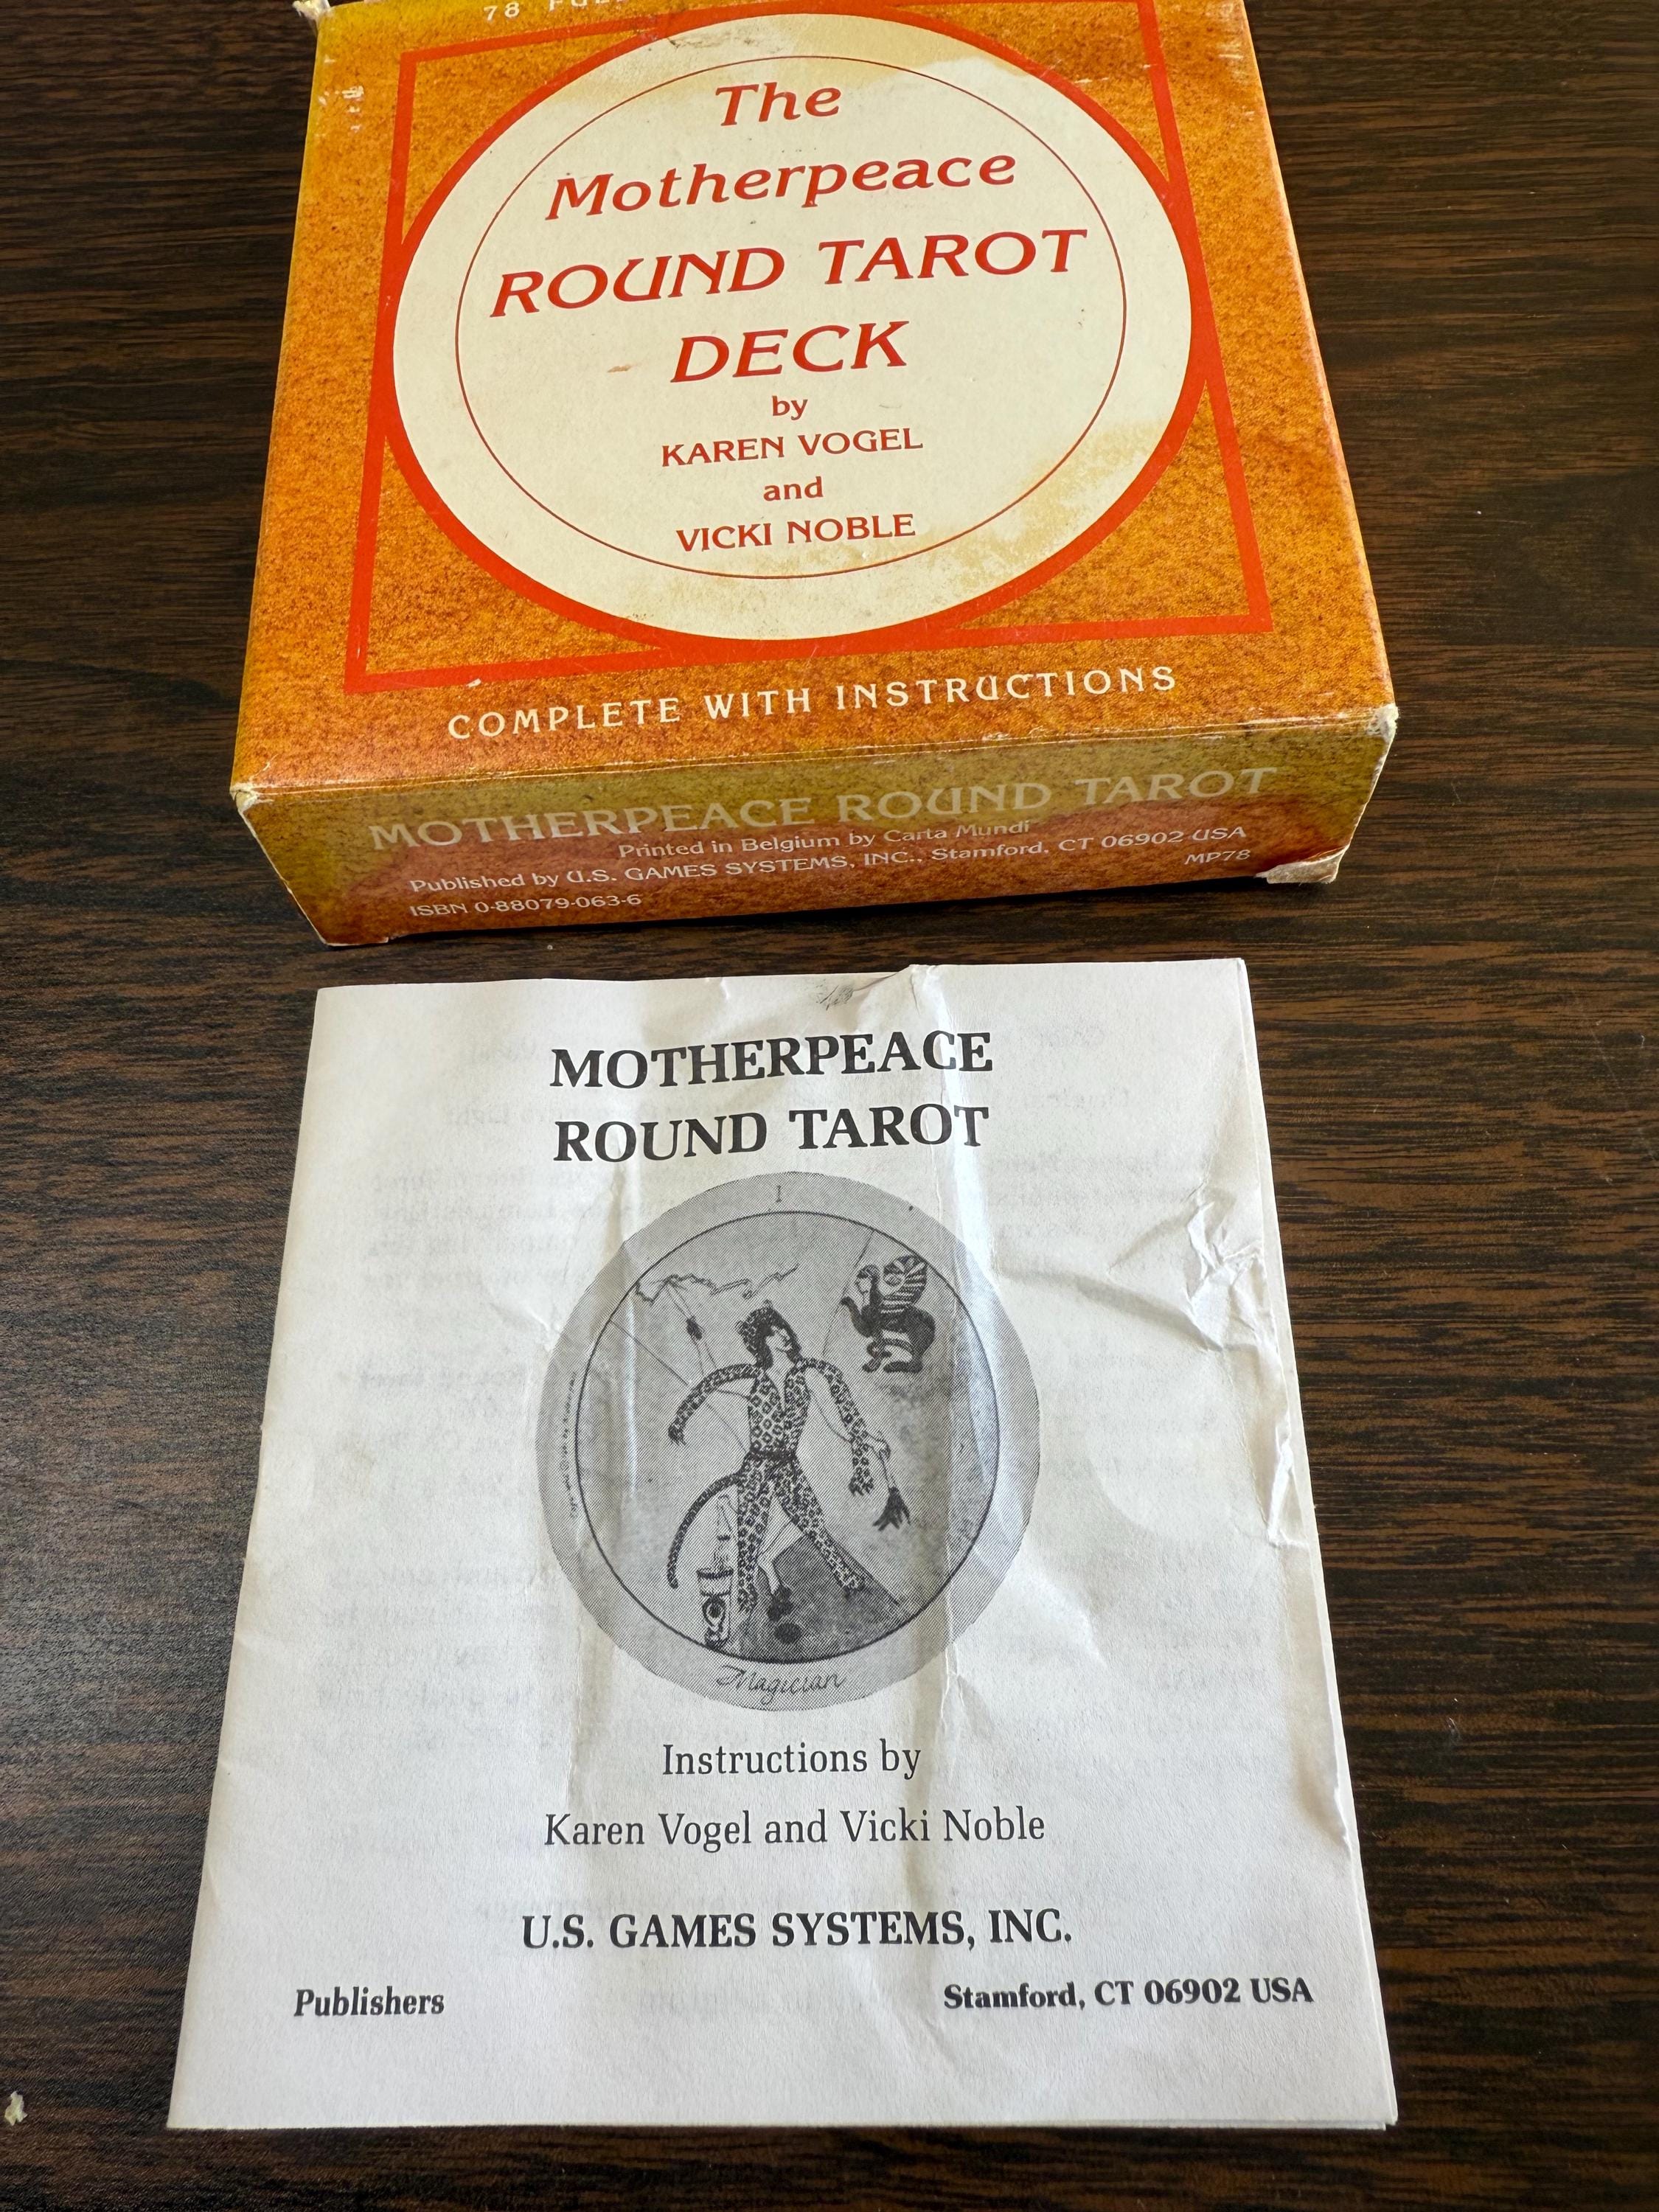 78
The
Motherpeace
ROUND TAROT
DECK
by
KAREN VOGEL
and
VICKI NOBLE
COMPLETE WITH INSTRUCTIONS
MOTHERPEACE ROUND TAROT
Printed in Belgium by Carta Mundi
Published by U.S. GAMES SYSTEMS, INC., Stamford, CT 06902 USA
ISBN 0-88079-063-6
MP78
MOTHERPEACE
ROUND TAROT
I
Magician
Instructions by
Karen Vogel and Vicki Noble
U.S. GAMES SYSTEMS, INC.
Publishers
Stamford, CT 06902 USA